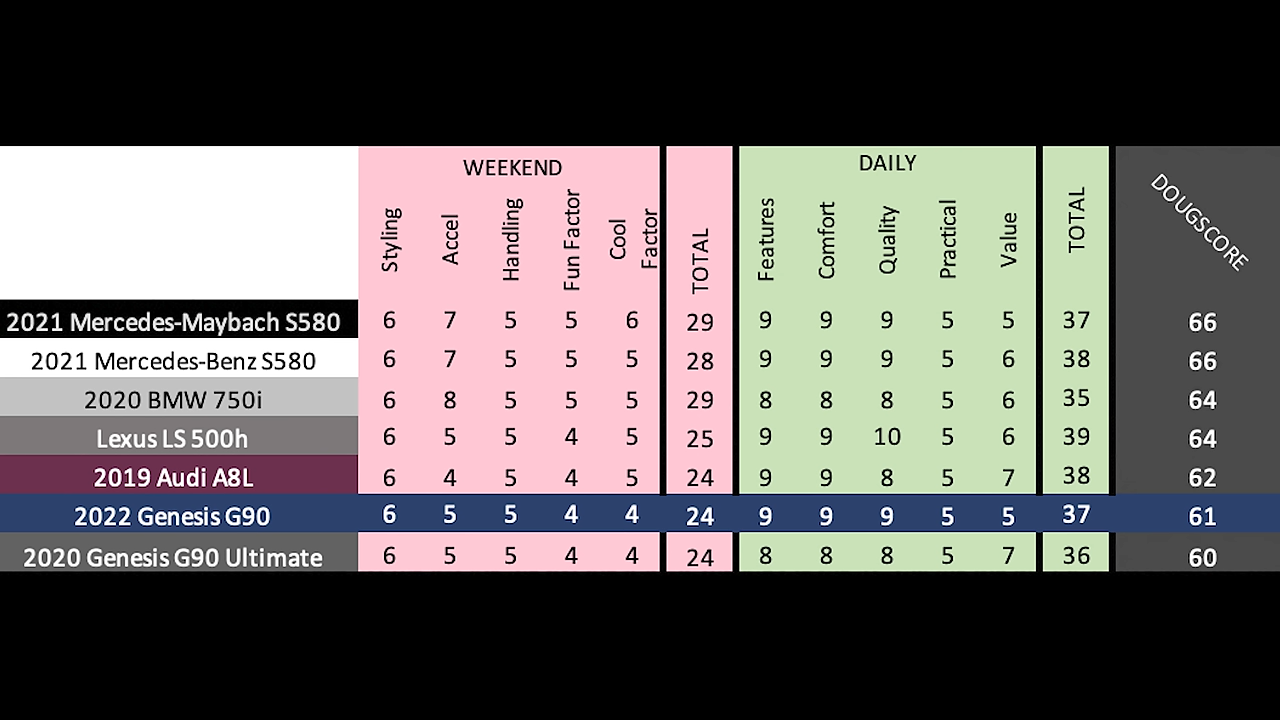 WEEKEND DAILY
Styling Accel Handling Fun Factor Cool Factor TOTAL Features Comfort Quality Practical Value TOTAL DOUGSCORE
2021 Mercedes-Maybach S580 6 7 5 5 6 29 9 9 9 5 5 37 66
2021 Mercedes-Benz S580 6 7 5 5 5 28 9 9 9 5 6 38 66
2020 BMW 750i 6 8 5 5 5 29 8 8 8 5 6 35 64
Lexus LS 500h 6 5 5 4 5 25 9 9 10 5 6 39 64
2019 Audi A8L 6 4 5 4 5 24 9 9 8 5 7 38 62
2022 Genesis G90 6 5 5 4 4 24 9 9 9 5 5 37 61
2020 Genesis G90 Ultimate 6 5 5 4 4 24 8 8 8 5 7 36 60